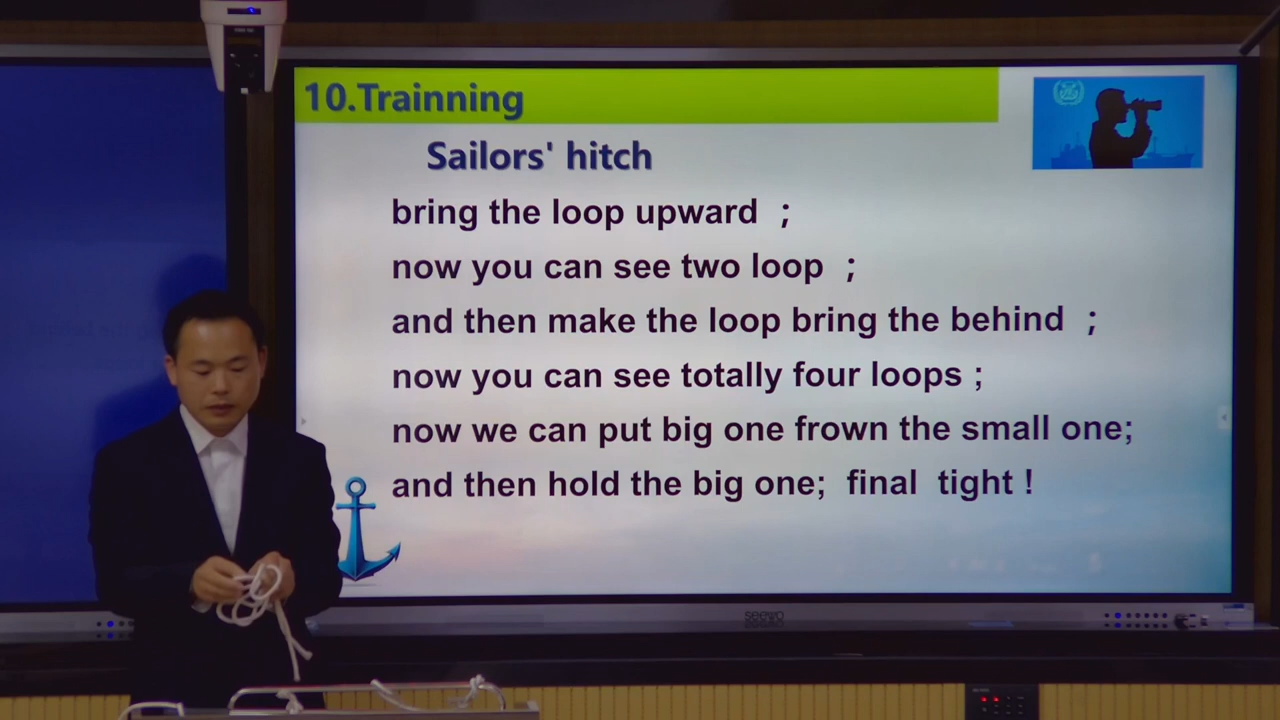 10.Trainning
Sailors' hitch
bring the loop upward ;
now you can see two loop ;
and then make the loop bring the behind ;
now you can see totally four loops ;
now we can put big one frown the small one;
and then hold the big one; final tight !
seewo